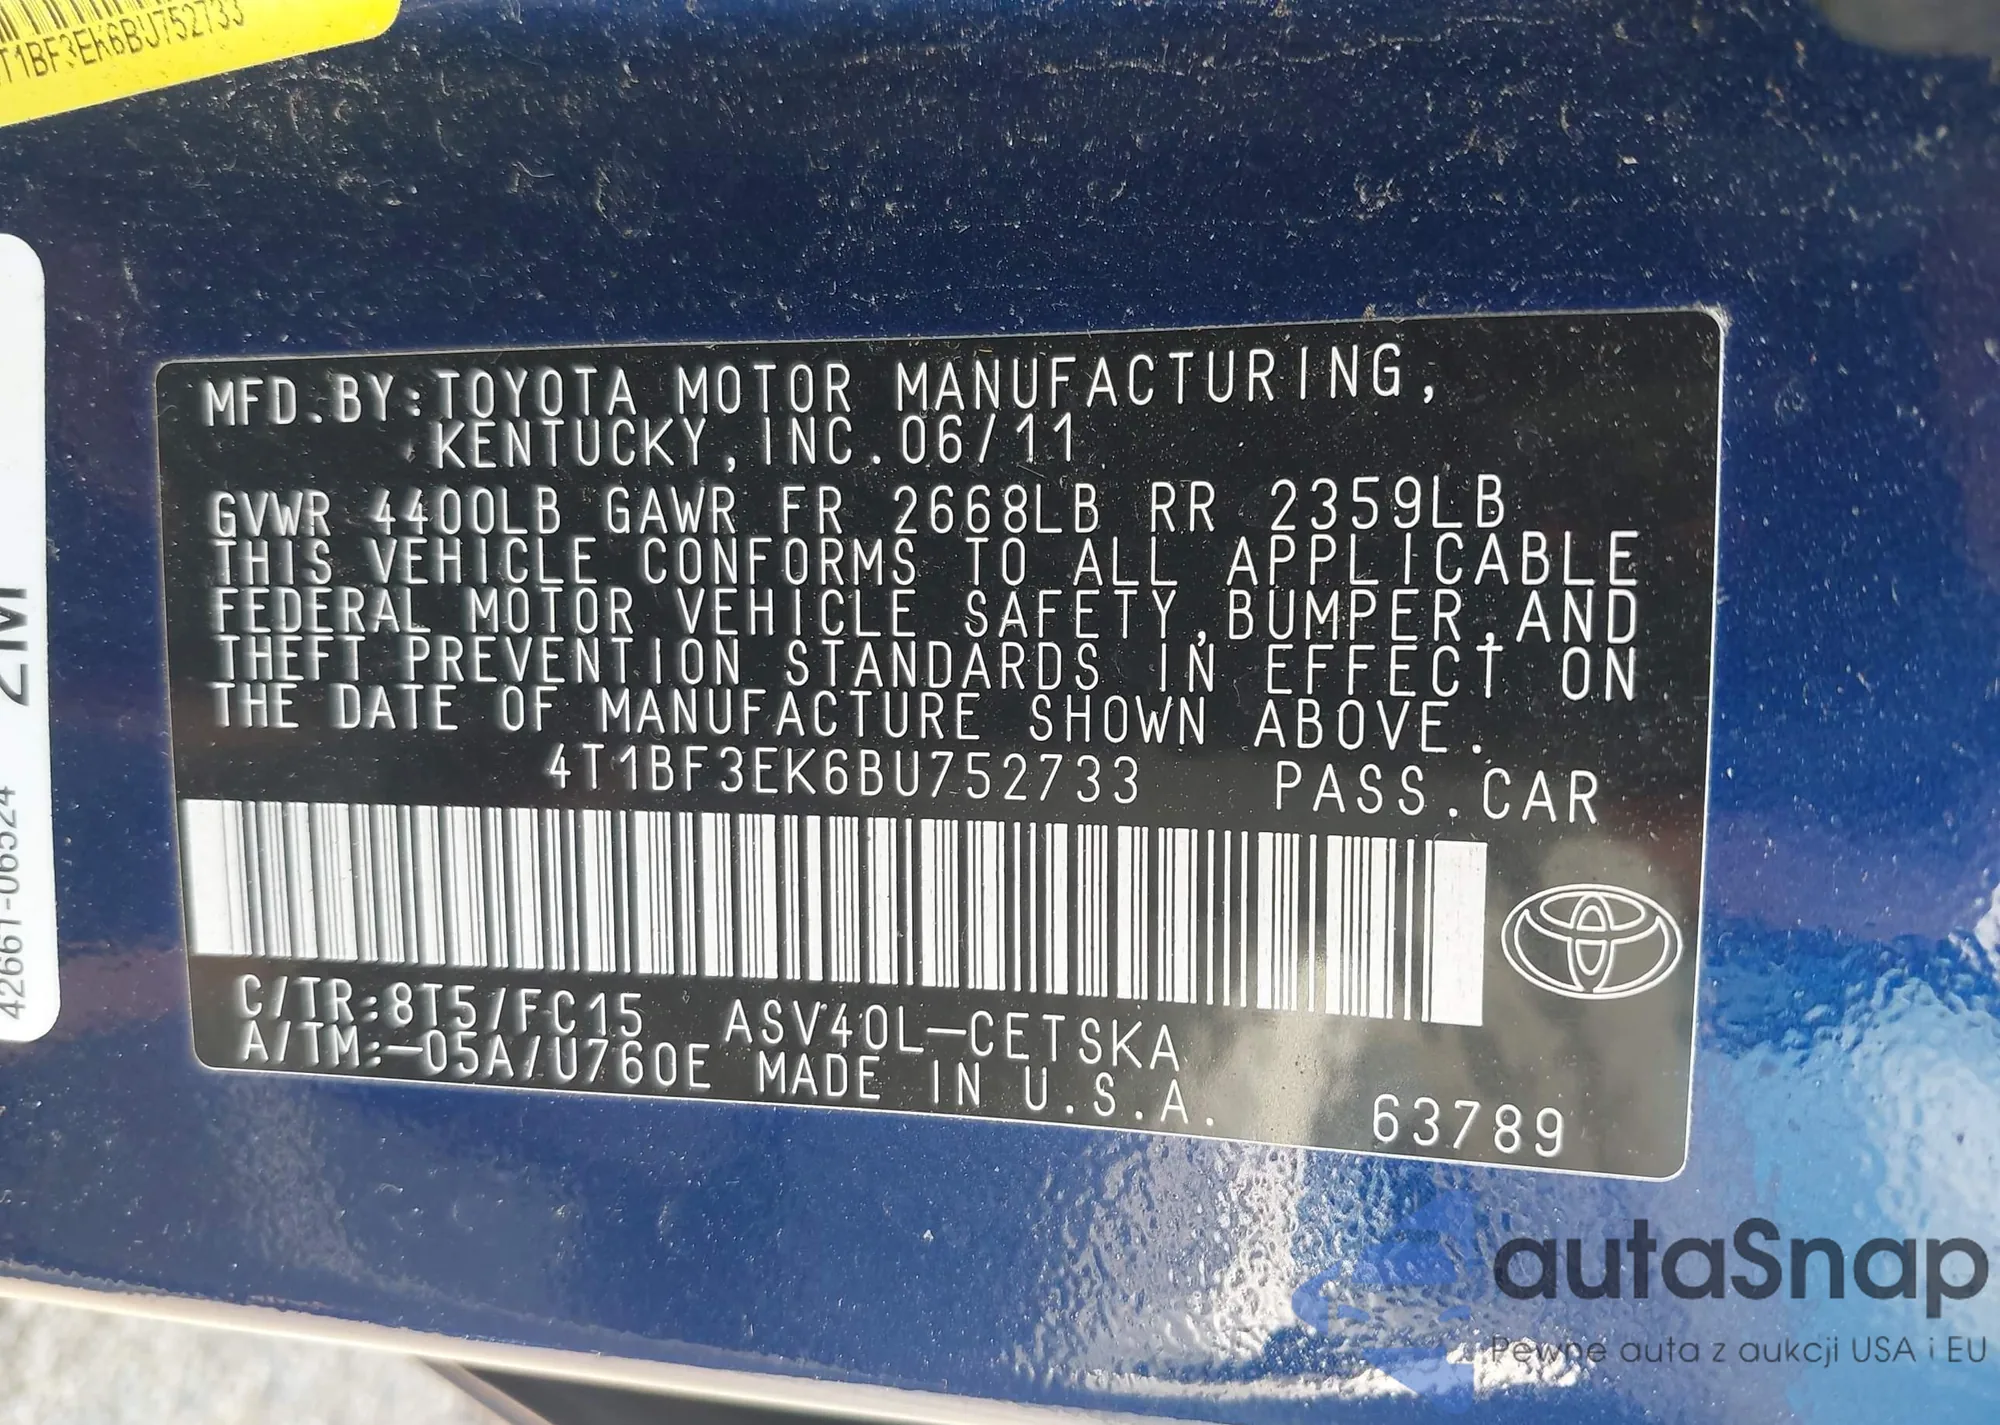 T1BF3EK6BU752733
MFD.BY:TOYOTA MOTOR MANUFACTURING,
KENTUCKY,INC.06/11
GVWR 4400LB GAWR FR 2668LB RR 2359LB
THIS VEHICLE CONFORMS TO ALL APPLICABLE
FEDERAL MOTOR VEHICLE SAFETY,BUMPER,AND
THEFT PREVENTION STANDARDS IN EFFECT ON
THE DATE OF MANUFACTURE SHOWN ABOVE.
4T1BF3EK6BU752733 PASS.CAR
C/TR:8T5/FC15 ASV40L-CETSKA
A/TM:-05A/U760E MADE IN U.S.A.
63789
42661-06524 2M
autaSnap
Pewne auta z aukcji USA i EU